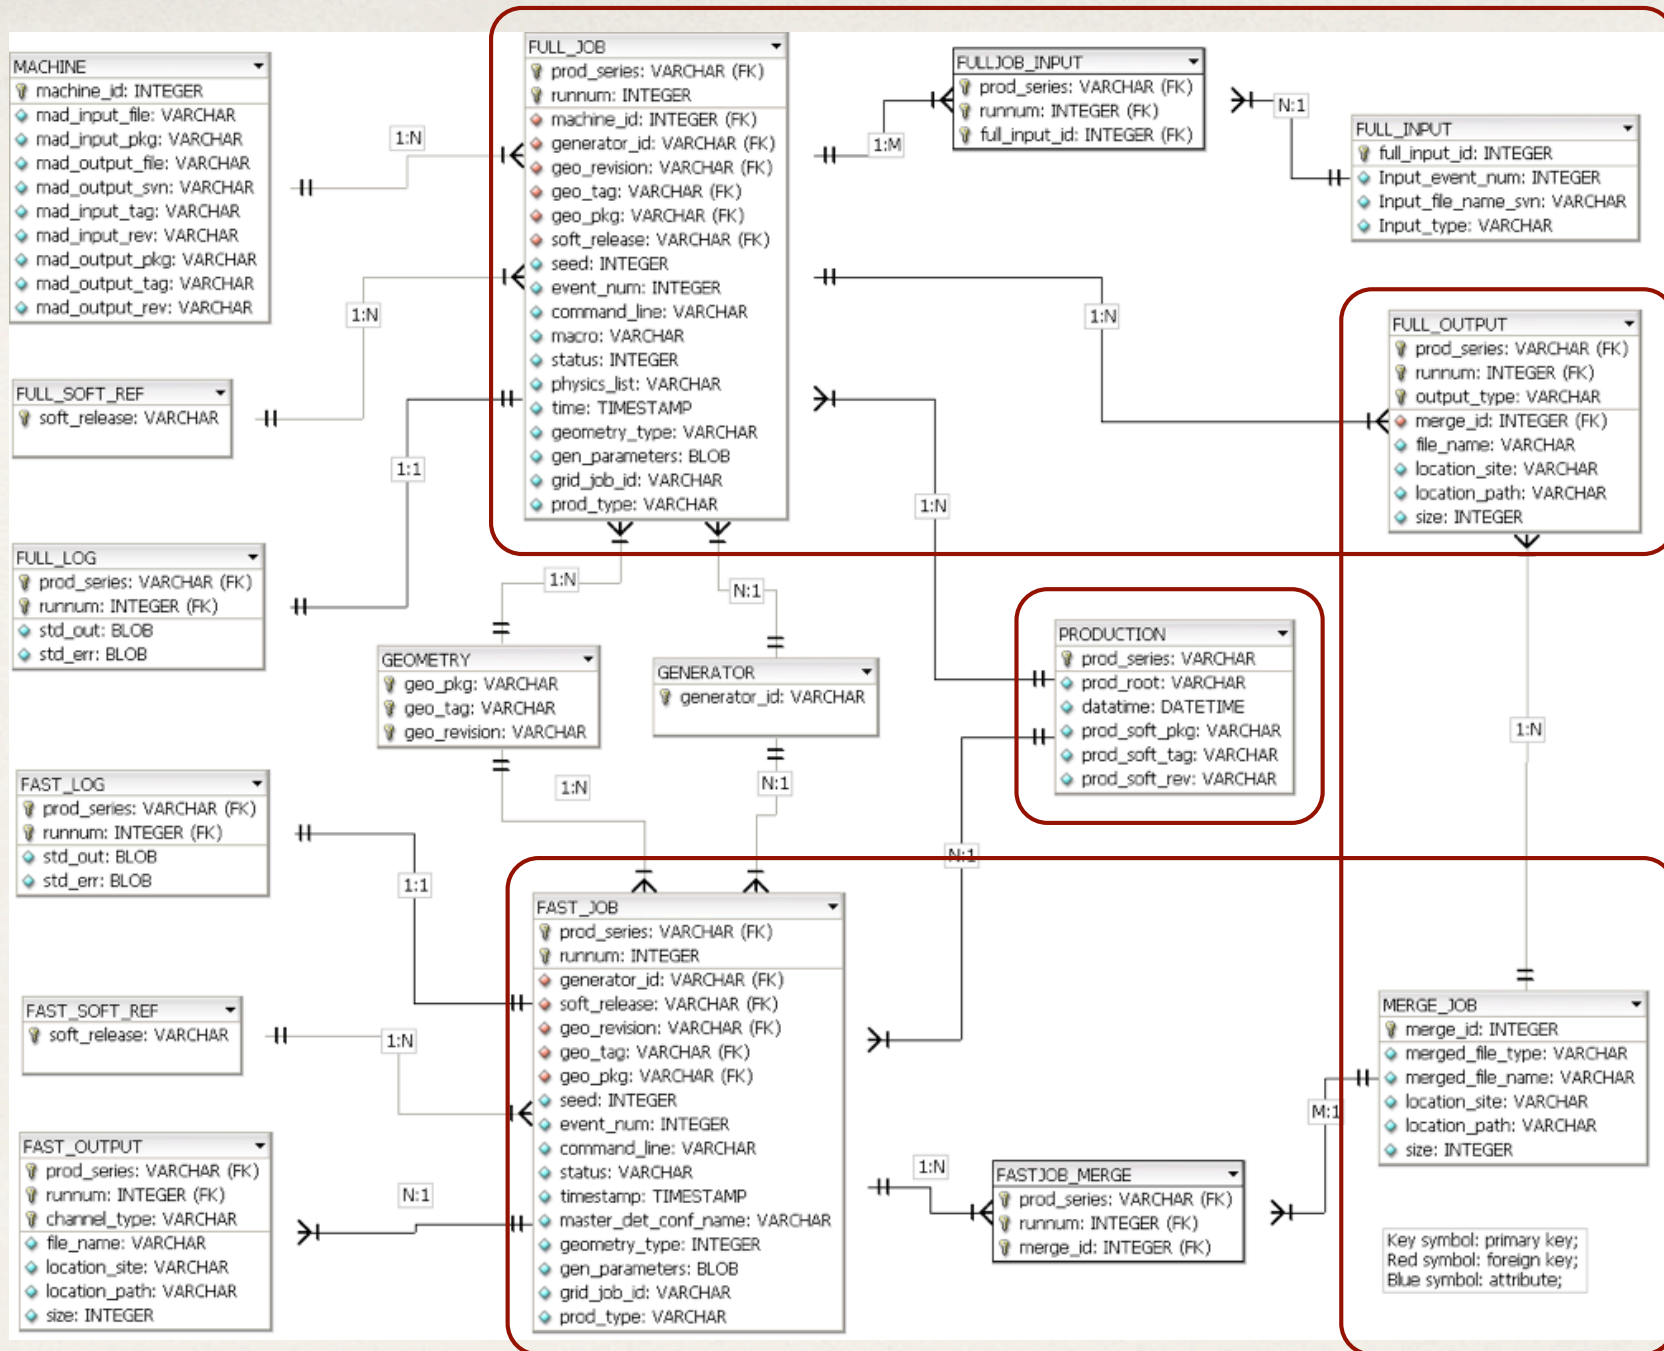 MACHINE
machine_id: INTEGER
mad_input_file: VARCHAR
mad_input_pkg: VARCHAR
mad_output_file: VARCHAR
mad_output_svn: VARCHAR
mad_input_tag: VARCHAR
mad_input_rev: VARCHAR
mad_output_pkg: VARCHAR
mad_output_tag: VARCHAR
mad_output_rev: VARCHAR
1:N
FULL_JOB
prod_series: VARCHAR (FK)
runnum: INTEGER
machine_id: INTEGER (FK)
generator_id: VARCHAR (FK)
geo_revision: VARCHAR (FK)
geo_tag: VARCHAR (FK)
geo_pkg: VARCHAR (FK)
soft_release: VARCHAR (FK)
seed: INTEGER
event_num: INTEGER
command_line: VARCHAR
macro: VARCHAR
status: INTEGER
physics_list: VARCHAR
time: TIMESTAMP
geometry_type: VARCHAR
gen_parameters: BLOB
grid_job_id: VARCHAR
prod_type: VARCHAR
1:M
FULLJOB_INPUT
prod_series: VARCHAR (FK)
runnum: INTEGER (FK)
full_input_id: INTEGER (FK)
N:1
FULL_INPUT
full_input_id: INTEGER
Input_event_num: INTEGER
Input_file_name_svn: VARCHAR
Input_type: VARCHAR
1:N
1:N
FULL_OUTPUT
prod_series: VARCHAR (FK)
runnum: INTEGER (FK)
output_type: VARCHAR
merge_id: INTEGER (FK)
file_name: VARCHAR
location_site: VARCHAR
location_path: VARCHAR
size: INTEGER
FULL_SOFT_REF
soft_release: VARCHAR
1:1
1:N
FULL_LOG
prod_series: VARCHAR (FK)
runnum: INTEGER (FK)
std_out: BLOB
std_err: BLOB
1:N
N:1
GEOMETRY
geo_pkg: VARCHAR
geo_tag: VARCHAR
geo_revision: VARCHAR
GENERATOR
generator_id: VARCHAR
PRODUCTION
prod_series: VARCHAR
prod_root: VARCHAR
datatime: DATETIME
prod_soft_pkg: VARCHAR
prod_soft_tag: VARCHAR
prod_soft_rev: VARCHAR
1:N
1:N
N:1
N:1
FAST_LOG
prod_series: VARCHAR (FK)
runnum: INTEGER (FK)
std_out: BLOB
std_err: BLOB
1:1
FAST_JOB
prod_series: VARCHAR (FK)
runnum: INTEGER
generator_id: VARCHAR (FK)
soft_release: VARCHAR (FK)
geo_revision: VARCHAR (FK)
geo_tag: VARCHAR (FK)
geo_pkg: VARCHAR (FK)
seed: INTEGER
event_num: INTEGER
command_line: VARCHAR
status: VARCHAR
timestamp: TIMESTAMP
master_det_conf_name: VARCHAR
geometry_type: INTEGER
gen_parameters: BLOB
grid_job_id: VARCHAR
prod_type: VARCHAR
FAST_SOFT_REF
soft_release: VARCHAR
1:N
FAST_OUTPUT
prod_series: VARCHAR (FK)
runnum: INTEGER (FK)
channel_type: VARCHAR
file_name: VARCHAR
location_site: VARCHAR
location_path: VARCHAR
size: INTEGER
N:1
1:N
FASTJOB_MERGE
prod_series: VARCHAR (FK)
runnum: INTEGER (FK)
merge_id: INTEGER (FK)
M:1
MERGE_JOB
merge_id: INTEGER
merged_file_type: VARCHAR
merged_file_name: VARCHAR
location_site: VARCHAR
location_path: VARCHAR
size: INTEGER
Key symbol: primary key;
Red symbol: foreign key;
Blue symbol: attribute;